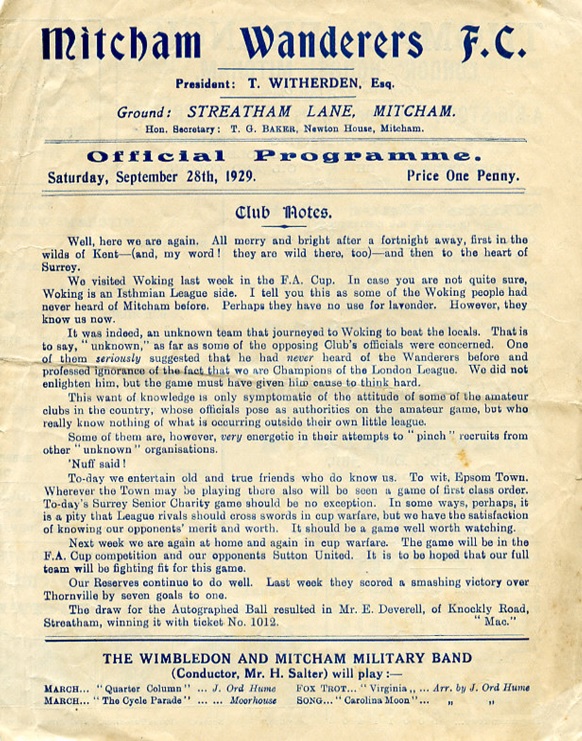 Mitcham Wanderers F.C.
President: T. WITHERDEN, Esq.
Ground: STREATHAM LANE, MITCHAM.
Hon. Secretary: T. G. BAKER, Newton House, Mitcham.
Official Programme.
Saturday, September 28th, 1929. Price One Penny.
Club Notes.
Well, here we are again. All merry and bright after a fortnight away, first in the
wilds of Kent—(and, my word! they are wild there, too)—and then to the heart of
Surrey.
We visited Woking last week in the F.A. Cup. In case you are not quite sure,
Woking is an Isthmian League side. I tell you this as some of the Woking people had
never heard of Mitcham before. Perhaps they have no use for lavender. However, they
know us now.
It was indeed, an unknown team that journeyed to Woking to beat the locals. That is
to say, "unknown," as far as some of the opposing Club's officials were concerned. One
of them seriously suggested that he had never heard of the Wanderers before and
professed ignorance of the fact that we are Champions of the London League. We did not
enlighten him, but the game must have given him cause to think hard.
This want of knowledge is only symptomatic of the attitude of some of the amateur
clubs in the country, whose officials pose as authorities on the amateur game, but who
really know nothing of what is occurring outside their own little league.
Some of them are, however, very energetic in their attempts to "pinch" recruits from
other "unknown" organisations.
'Nuff said!
To-day we entertain old and true friends who do know us. To wit, Epsom Town.
Wherever the Town may be playing there also will be seen a game of first class order.
To-day's Surrey Senior Charity game should be no exception. In some ways, perhaps, it
is a pity that League rivals should cross swords in cup warfare, but we have the satisfaction
of knowing our opponents' merit and worth. It should be a game well worth watching.
Next week we are again at home and again in cup warfare. The game will be in the
F.A. Cup competition and our opponents Sutton United. It is to be hoped that our full
team will be fighting fit for this game.
Our Reserves continue to do well. Last week they scored a smashing victory over
Thornville by seven goals to one.
The draw for the Autographed Ball resulted in Mr. E. Deverell, of Knockly Road,
Streatham, winning it with ticket No. 1012. "Mac."
THE WIMBLEDON AND MITCHAM MILITARY BAND
(Conductor, Mr. H. Salter) will play:—
MARCH... "Quarter Column" ... J. Ord Hume FOX TROT... "Virginia,, ... Arr. by J. Ord Hume
MARCH... "The Cycle Parade" ... ... Moorhouse SONG... "Carolina Moon"... „ „